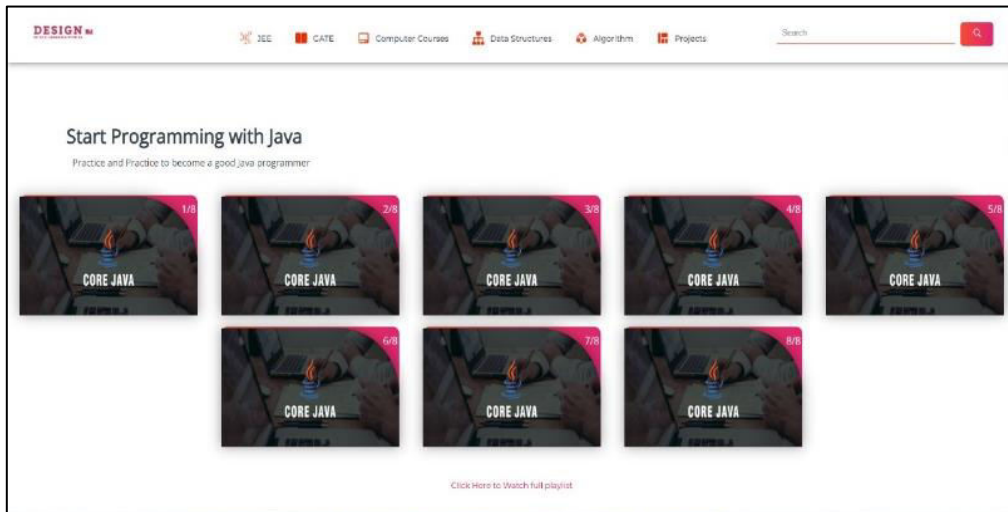 DESIGN
JEE
GATE
Computer Courses
Data Structures
Algorithm
Projects
Search
Start Programming with Java
Practice and Practice to become a good Java programmer
1/8
CORE JAVA
2/8
CORE JAVA
3/8
CORE JAVA
4/8
CORE JAVA
5/8
CORE JAVA
6/8
CORE JAVA
7/8
CORE JAVA
8/8
CORE JAVA
Click Here to Watch full playlist